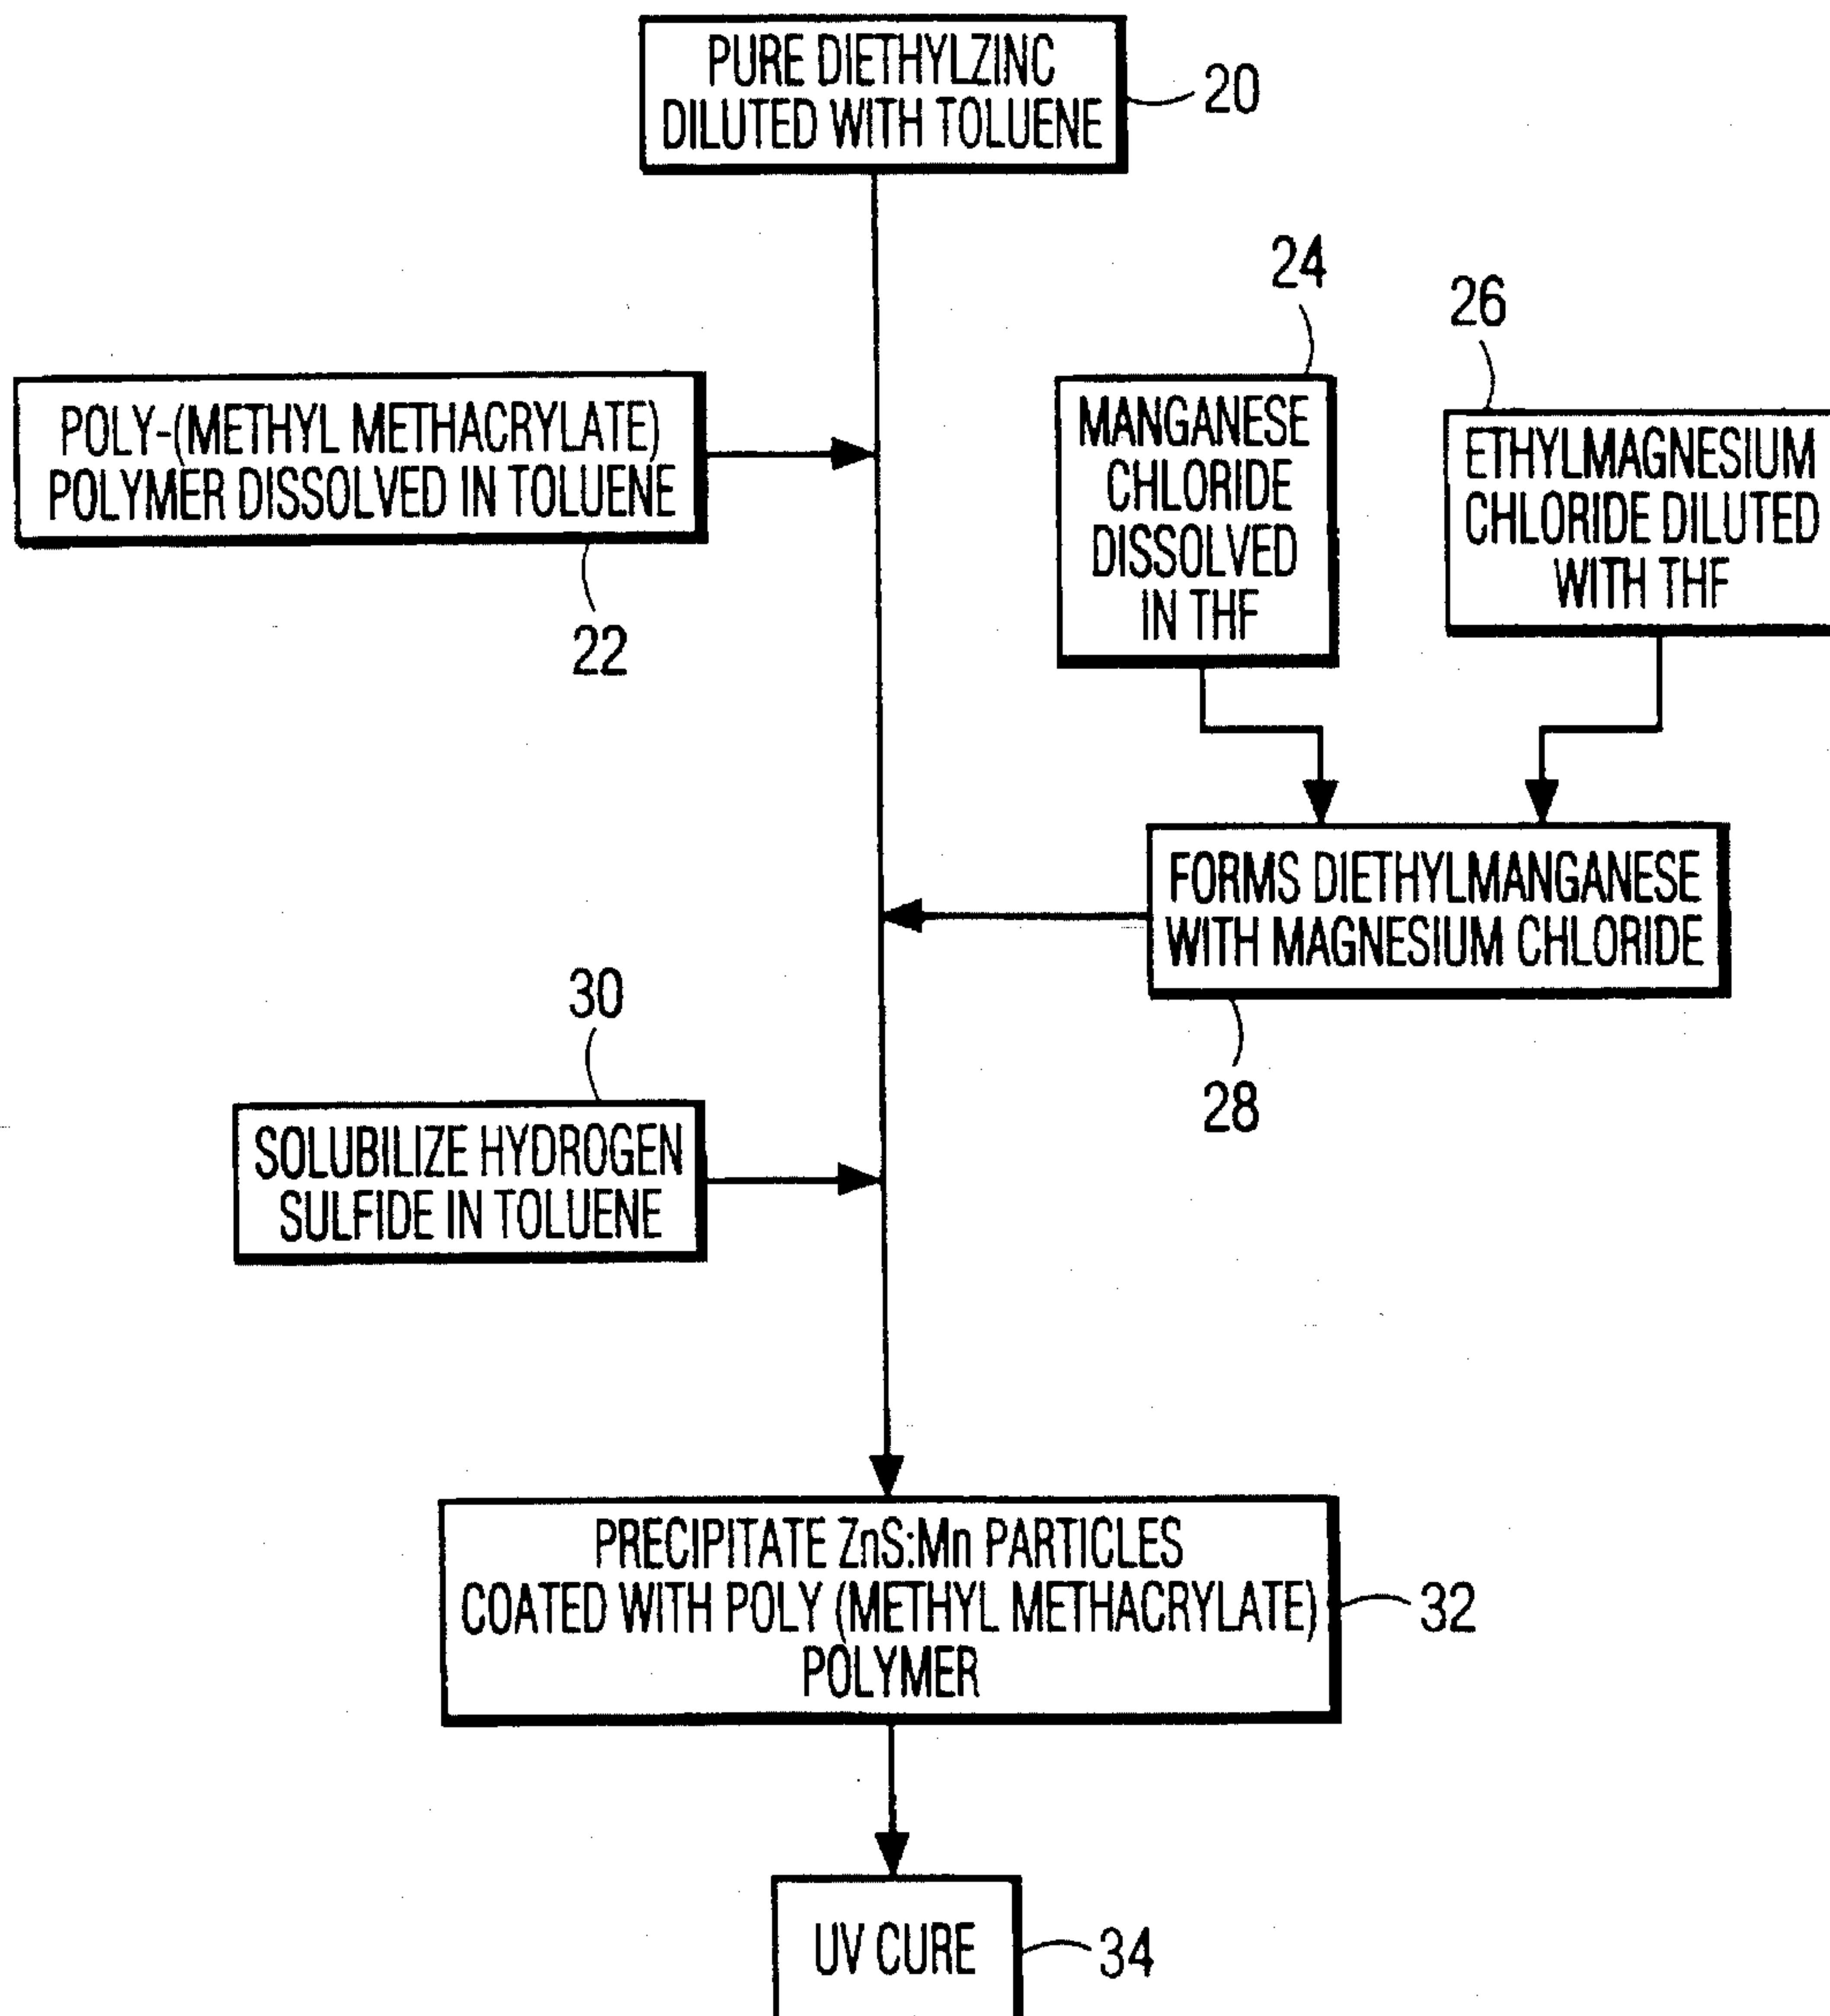 PURE DIETHYLZINC
DILUTED WITH TOLUENE
20
POLY-(METHYL METHACRYLATE)
POLYMER DISSOLVED IN TOLUENE
22
24
MANGANESE
CHLORIDE
DISSOLVED
IN THF
26
ETHYLMAGNESIUM
CHLORIDE DILUTED
WITH THF
FORMS DIETHYLMANGANESE
WITH MAGNESIUM CHLORIDE
28
30
SOLUBILIZE HYDROGEN
SULFIDE IN TOLUENE
PRECIPITATE ZnS:Mn PARTICLES
COATED WITH POLY (METHYL METHACRYLATE)
POLYMER
32
UV CURE
34